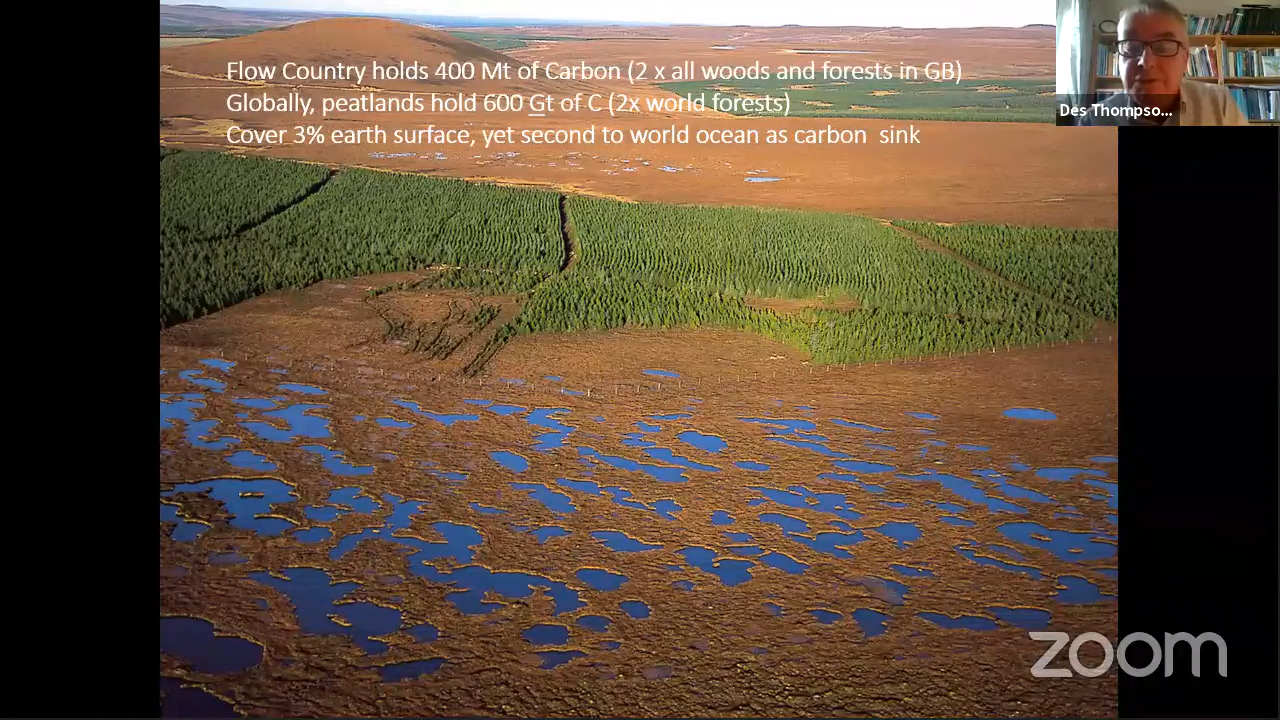 Flow Country holds 400 Mt of Carbon (2 x all woods and forests in GB)
Globally, peatlands hold 600 Gt of C (2x world forests)
Cover 3% earth surface, yet second to world ocean as carbon  sink
Des Thompso...
zoom